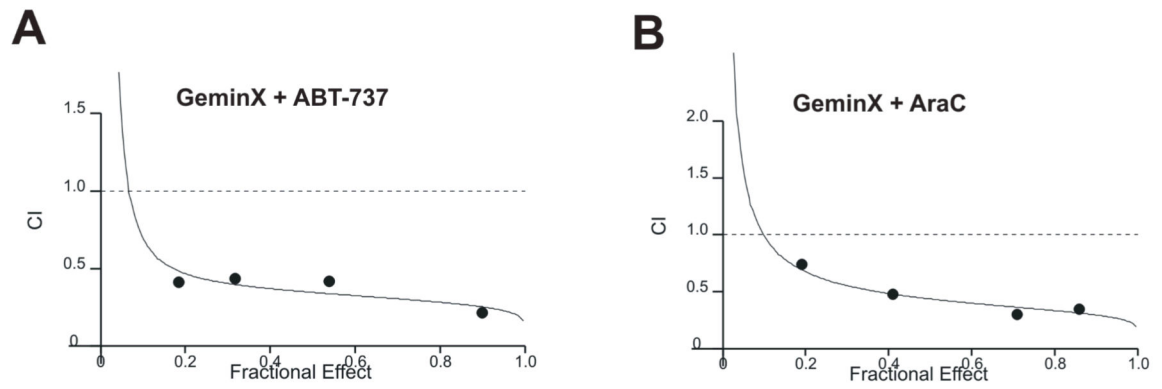 A
GeminX + ABT-737
1.5
1.0
0.5
0
CI
0 0.2 0.4 0.6 0.8 1.0
Fractional Effect
B
GeminX + AraC
2.0
1.5
1.0
0.5
0
CI
0 0.2 0.4 0.6 0.8 1.0
Fractional Effect